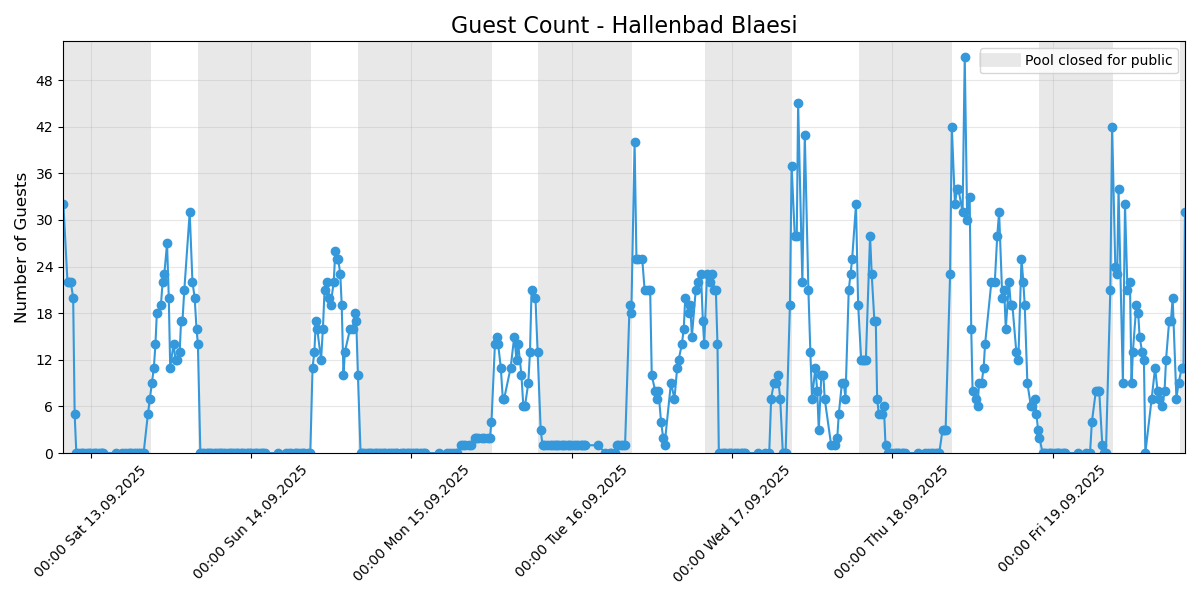 Guest Count - Hallenbad Blaesi
Pool closed for public
Number of Guests
48
42
36
30
24
18
12
6
0
00:00 Sat 13.09.2025
00:00 Sun 14.09.2025
00:00 Mon 15.09.2025
00:00 Tue 16.09.2025
00:00 Wed 17.09.2025
00:00 Thu 18.09.2025
00:00 Fri 19.09.2025